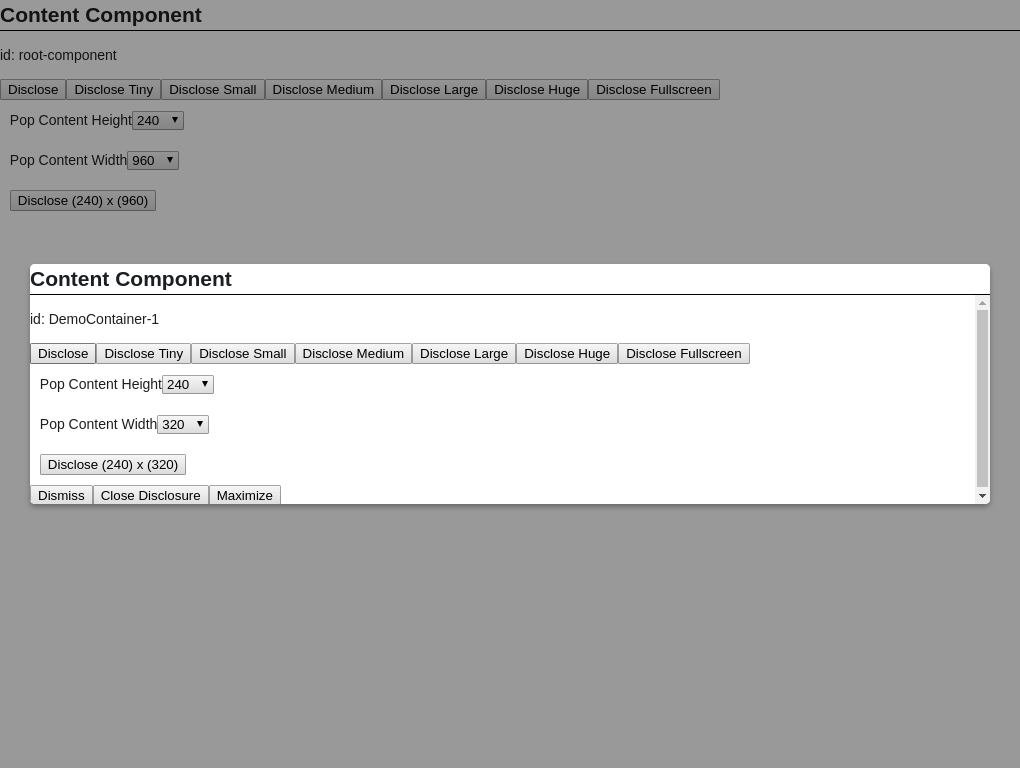 Content Component
id: root-component
Disclose Disclose Tiny Disclose Small Disclose Medium Disclose Large Disclose Huge Disclose Fullscreen
Pop Content Height 240
Pop Content Width 960
Disclose (240) x (960)
Content Component
id: DemoContainer-1
Disclose Disclose Tiny Disclose Small Disclose Medium Disclose Large Disclose Huge Disclose Fullscreen
Pop Content Height 240
Pop Content Width 320
Disclose (240) x (320)
Dismiss Close Disclosure Maximize